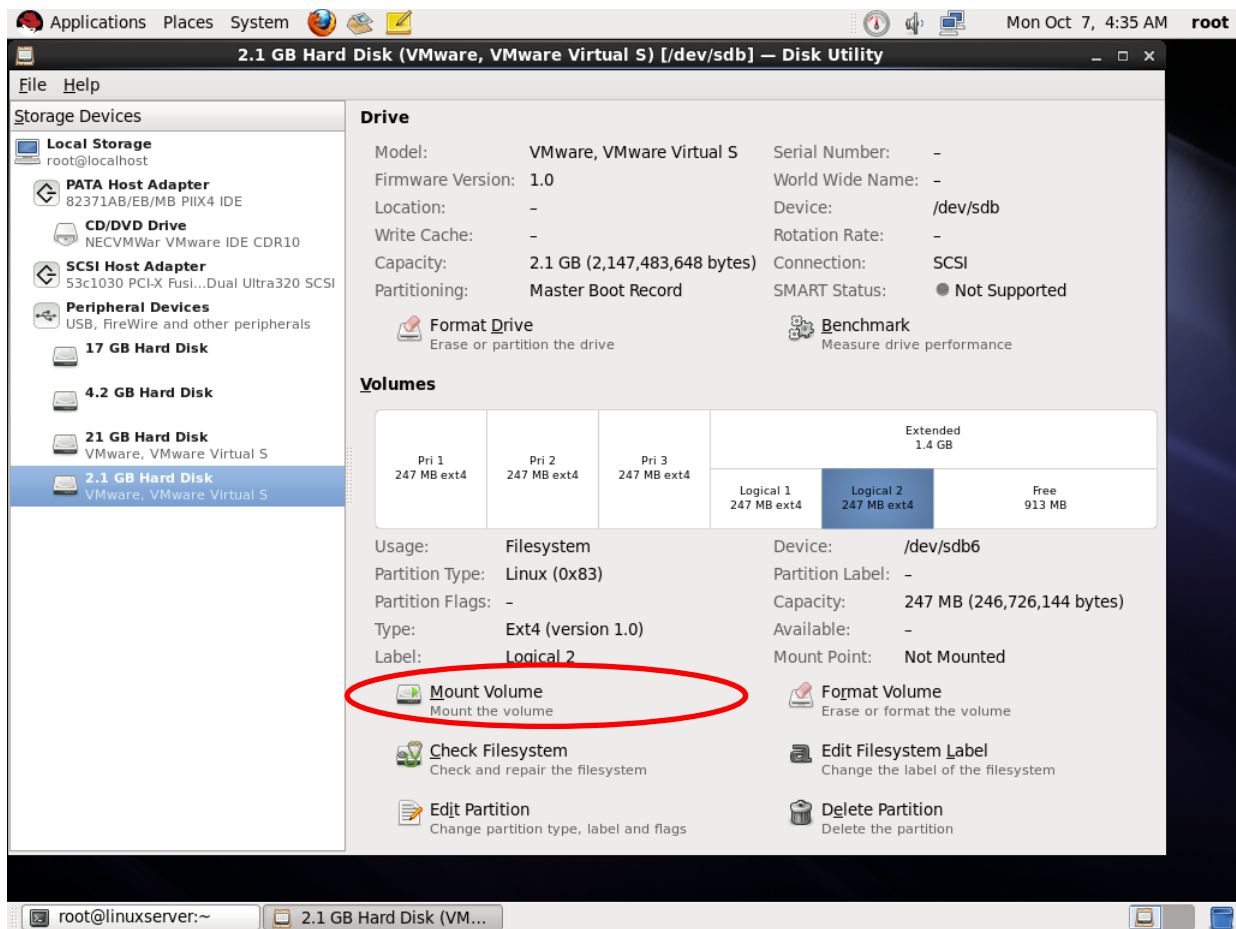 Applications Places System Mon Oct 7, 4:35 AM root
2.1 GB Hard Disk (VMware, VMware Virtual S) [/dev/sdb] — Disk Utility
File Help
Storage Devices
Local Storage
root@localhost
PATA Host Adapter
82371AB/EB/MB PIIX4 IDE
CD/DVD Drive
NECVMWar VMware IDE CDR10
SCSI Host Adapter
53c1030 PCI-X Fusi...Dual Ultra320 SCSI
Peripheral Devices
USB, FireWire and other peripherals
17 GB Hard Disk
4.2 GB Hard Disk
21 GB Hard Disk
VMware, VMware Virtual S
2.1 GB Hard Disk
VMware, VMware Virtual S
Drive
Model: VMware, VMware Virtual S Serial Number: –
Firmware Version: 1.0 World Wide Name: –
Location: – Device: /dev/sdb
Write Cache: – Rotation Rate: –
Capacity: 2.1 GB (2,147,483,648 bytes) Connection: SCSI
Partitioning: Master Boot Record SMART Status: Not Supported
Format Drive
Erase or partition the drive
Benchmark
Measure drive performance
Volumes
Pri 1
247 MB ext4
Pri 2
247 MB ext4
Pri 3
247 MB ext4
Extended
1.4 GB
Logical 1
247 MB ext4
Logical 2
247 MB ext4
Free
913 MB
Usage: Filesystem Device: /dev/sdb6
Partition Type: Linux (0x83) Partition Label: –
Partition Flags: – Capacity: 247 MB (246,726,144 bytes)
Type: Ext4 (version 1.0) Available: –
Label: Logical 2 Mount Point: Not Mounted
Mount Volume
Mount the volume
Format Volume
Erase or format the volume
Check Filesystem
Check and repair the filesystem
Edit Filesystem Label
Change the label of the filesystem
Edit Partition
Change partition type, label and flags
Delete Partition
Delete the partition
root@linuxserver:~ 2.1 GB Hard Disk (VM...